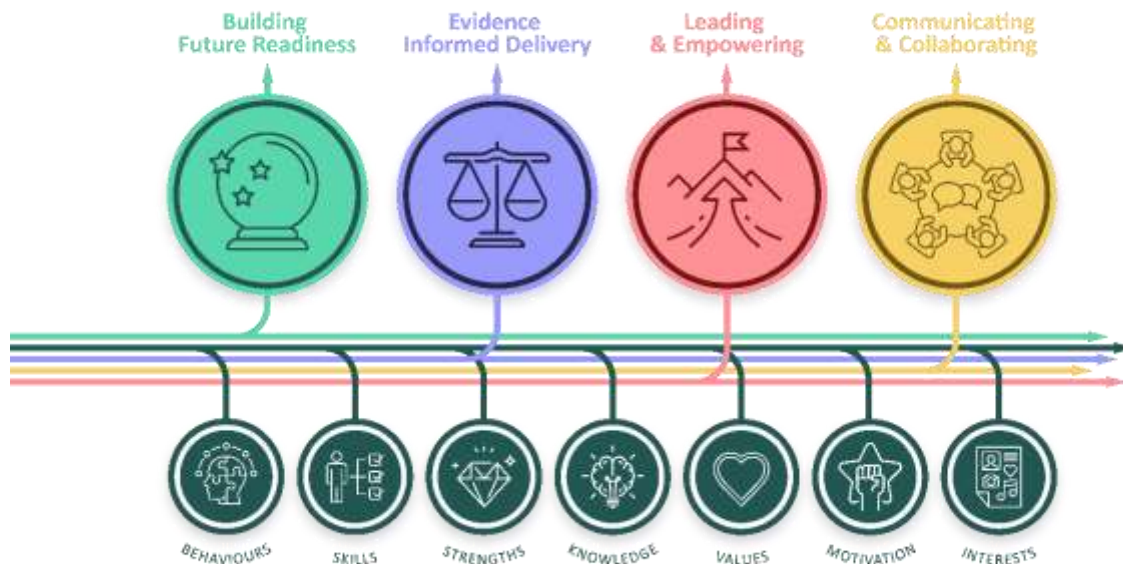 Building
Future Readiness
Evidence
Informed Delivery
Leading
& Empowering
Communicating
& Collaborating
BEHAVIOURS
SKILLS
STRENGTHS
KNOWLEDGE
VALUES
MOTIVATION
INTERESTS